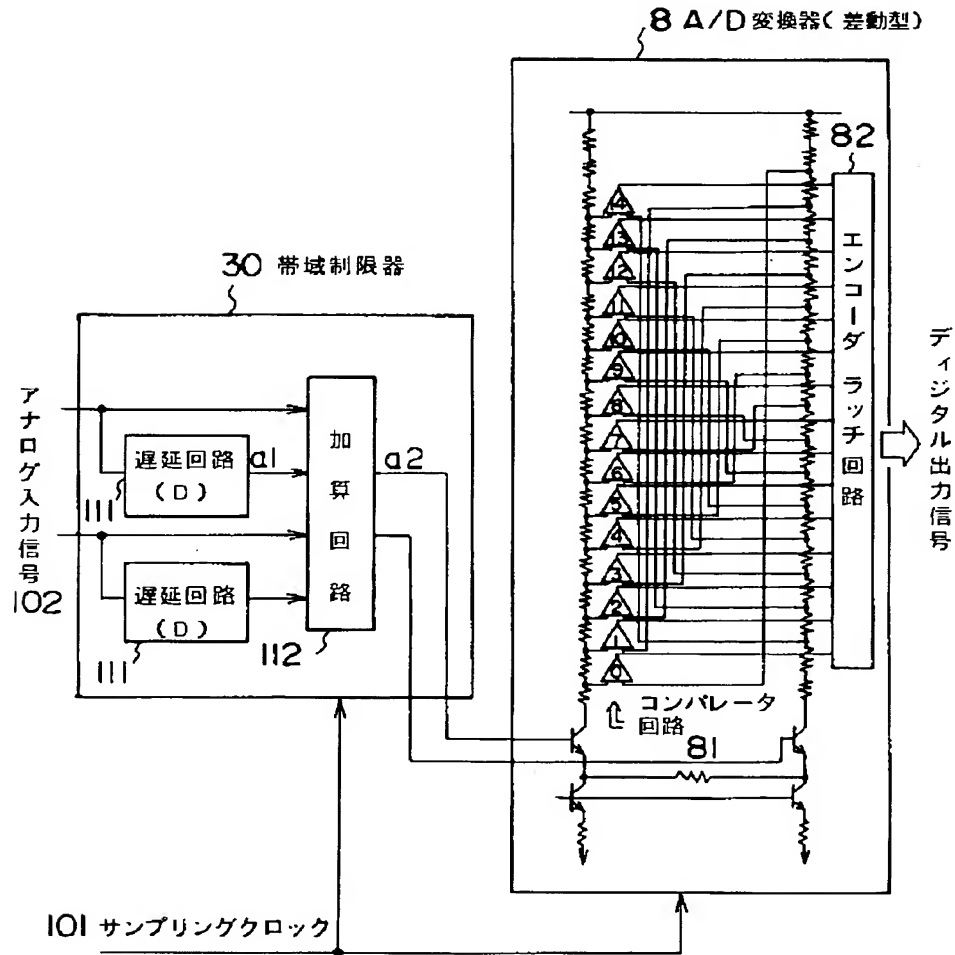 8 A/D変換器(差動型)
82
エンコーダ ラッチ回路
14
13
12
11
10
9
8
7
6
5
4
3
2
1
0
コンパレータ
回路
81
ディジタル出力信号
30 帯域制限器
アナログ入力信号
102
遅延回路
(D)
a1
111
遅延回路
(D)
111
加算回路
112
a2
101 サンプリングクロック